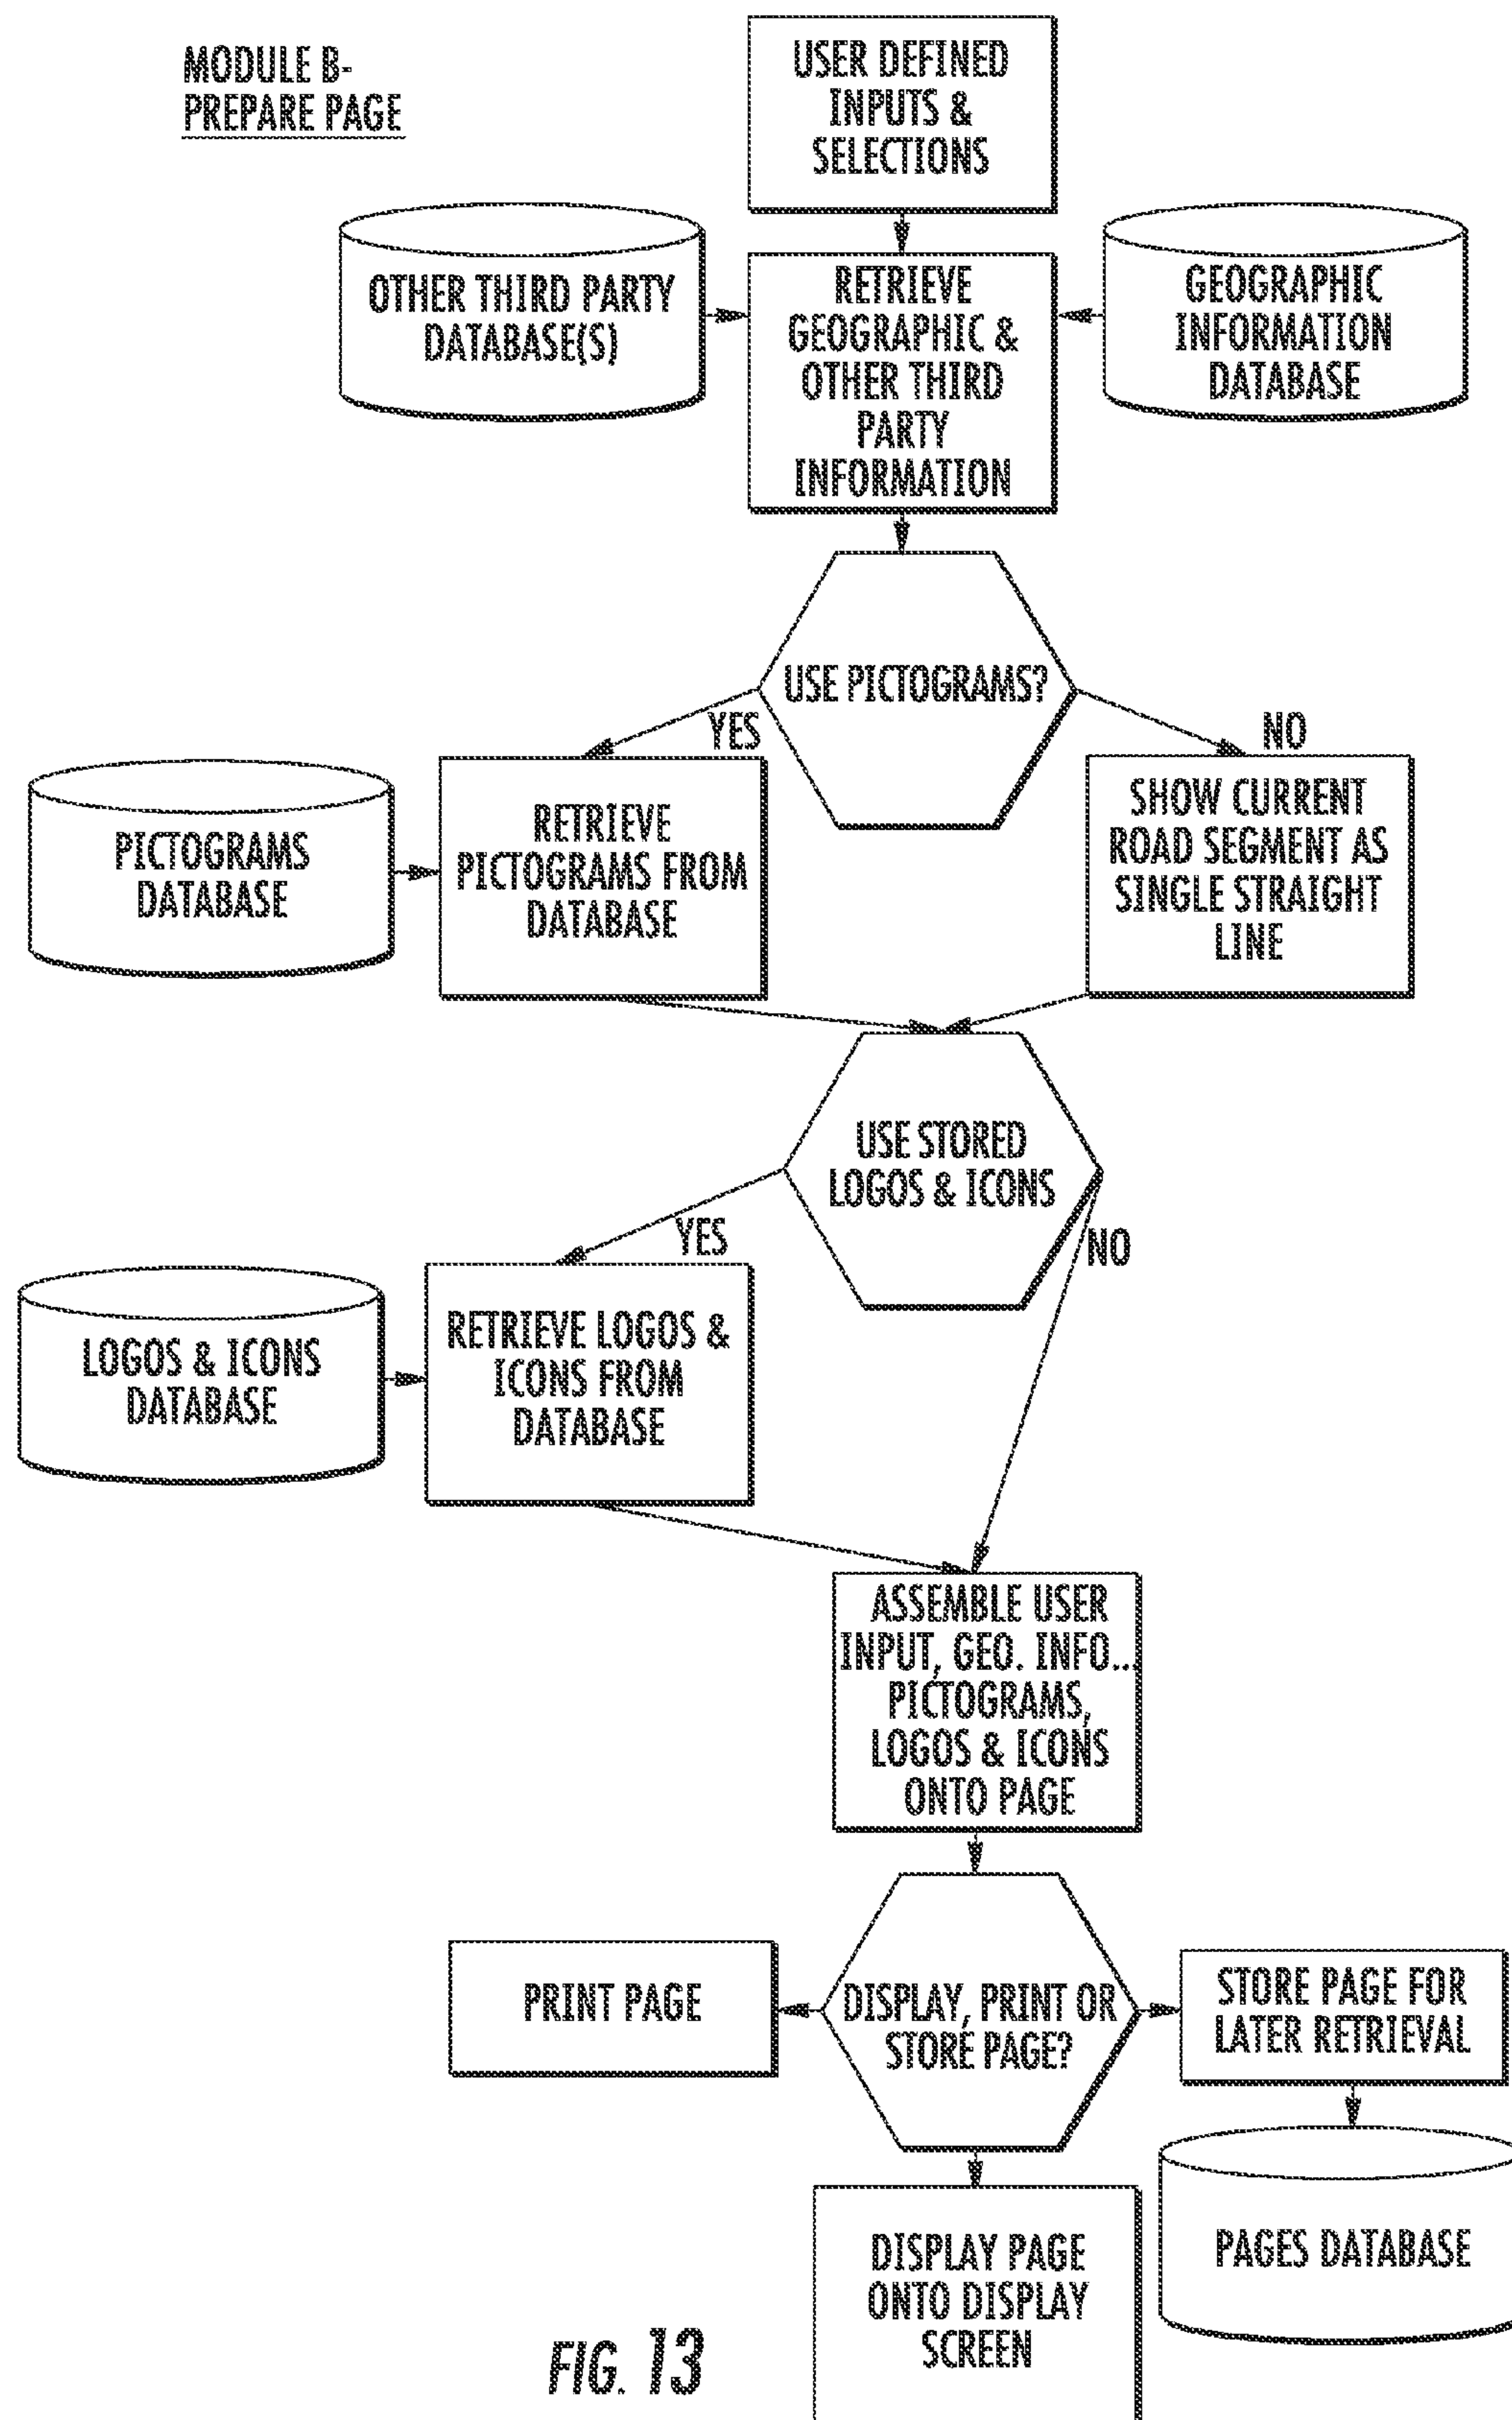 MODULE B-
PREPARE PAGE
USER DEFINED
INPUTS &
SELECTIONS
OTHER THIRD PARTY
DATABASE(S)
RETRIEVE
GEOGRAPHIC &
OTHER THIRD
PARTY
INFORMATION
GEOGRAPHIC
INFORMATION
DATABASE
USE PICTOGRAMS?
YES
NO
PICTOGRAMS
DATABASE
RETRIEVE
PICTOGRAMS FROM
DATABASE
SHOW CURRENT
ROAD SEGMENT AS
SINGLE STRAIGHT
LINE
USE STORED
LOGOS & ICONS
YES
NO
LOGOS & ICONS
DATABASE
RETRIEVE LOGOS &
ICONS FROM
DATABASE
ASSEMBLE USER
INPUT, GEO. INFO...
PICTOGRAMS,
LOGOS & ICONS
ONTO PAGE
PRINT PAGE
DISPLAY, PRINT OR
STORE PAGE?
STORE PAGE FOR
LATER RETRIEVAL
DISPLAY PAGE
ONTO DISPLAY
SCREEN
PAGES DATABASE
FIG. 13